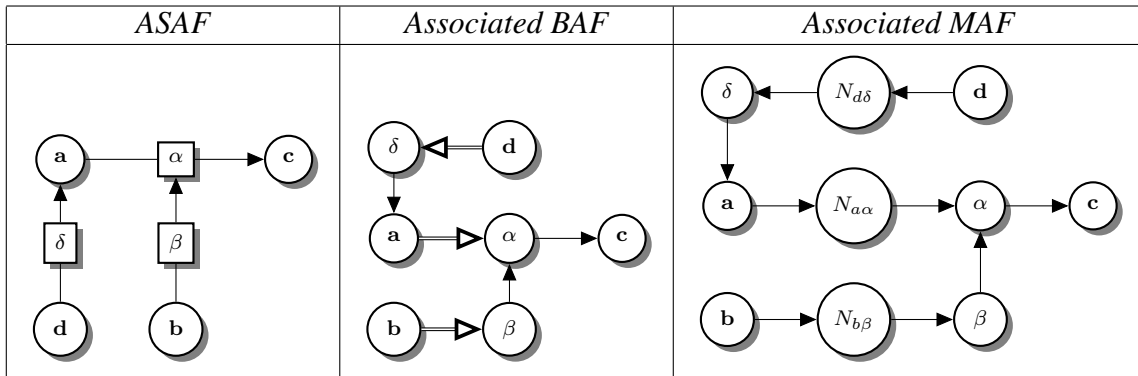 ASAF Associated BAF Associated MAF
δ N_{dδ} d
δ d
a α c
a N_{aα} α c
a α c
δ β
d b
b β
b N_{bβ} β